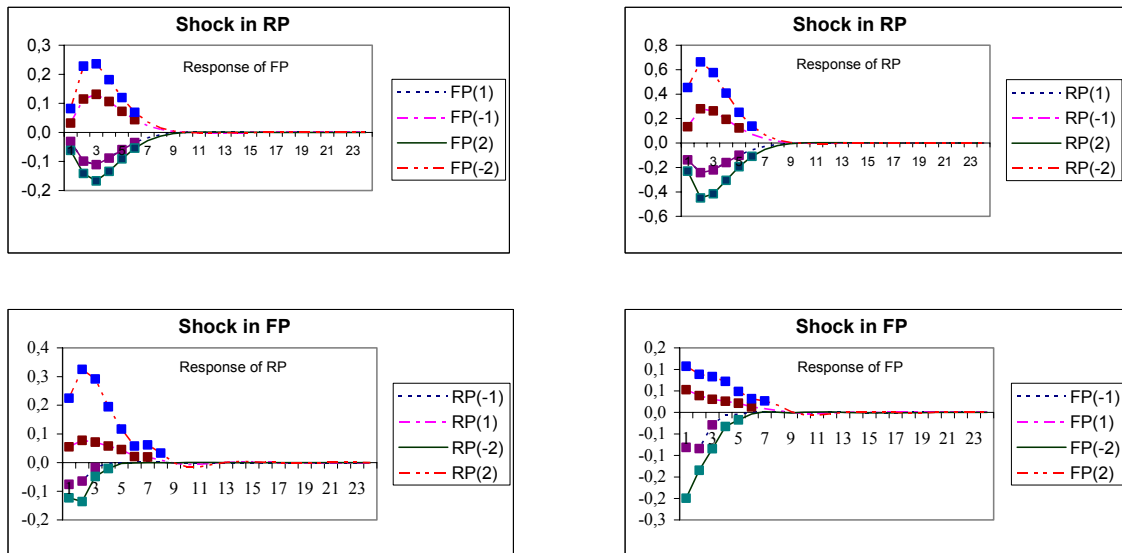 Shock in RP
Response of FP
0,3
0,2
0,1
0,0
-0,1
-0,2
1 3 5 7 9 11 13 15 17 19 21 23
FP(1)
FP(-1)
FP(2)
FP(-2)
Shock in RP
Response of RP
0,8
0,6
0,4
0,2
0,0
-0,2
-0,4
-0,6
1 3 5 7 9 11 13 15 17 19 21 23
RP(1)
RP(-1)
RP(2)
RP(-2)
Shock in FP
Response of RP
0,4
0,3
0,2
0,1
0,0
-0,1
-0,2
1 3 5 7 9 11 13 15 17 19 21 23
RP(-1)
RP(1)
RP(-2)
RP(2)
Shock in FP
Response of FP
0,2
0,1
0,1
0,0
-0,1
-0,1
-0,2
-0,2
-0,3
1 3 5 7 9 11 13 15 17 19 21 23
FP(-1)
FP(1)
FP(-2)
FP(2)